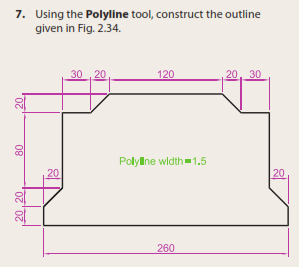 7. Using the Polyline tool, construct the outline
given in Fig. 2.34.
30 20 120 20 30
20
80
Polyline width=1.5
20 20
20
20
260